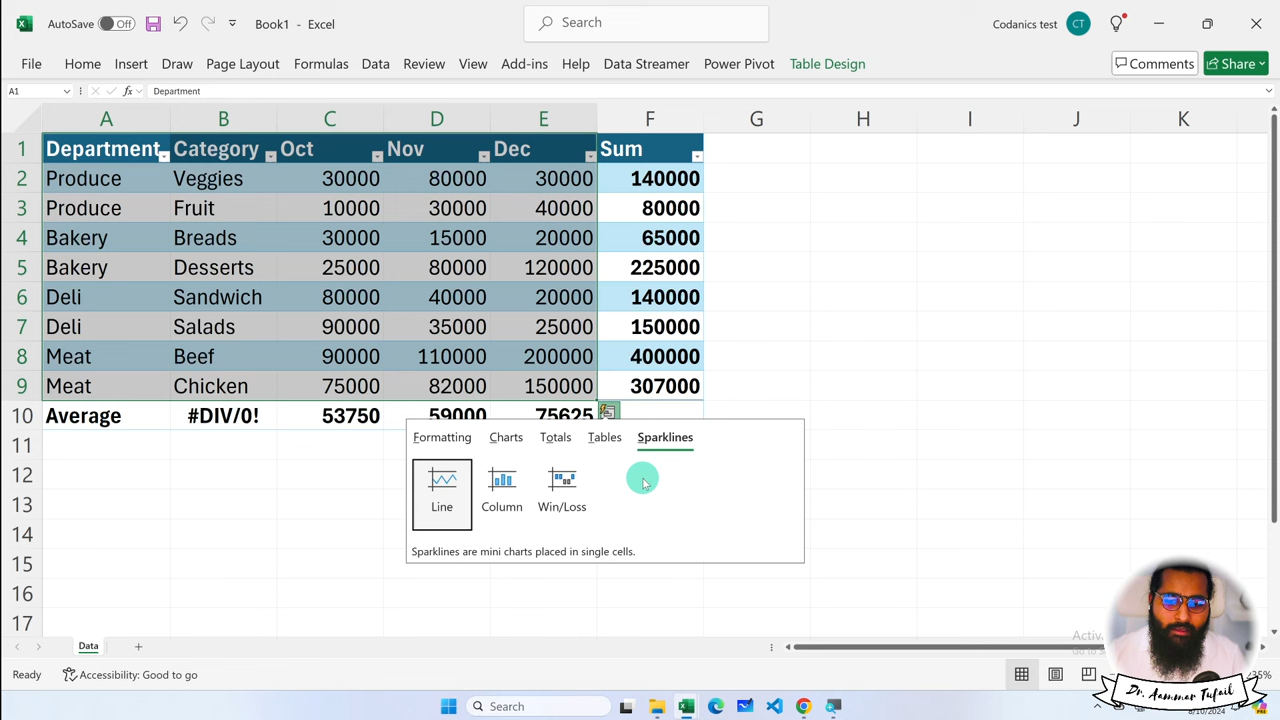 AutoSave Off Book1 - Excel Search Codanics test CT
File Home Insert Draw Page Layout Formulas Data Review View Add-ins Help Data Streamer Power Pivot Table Design Comments Share
A1 fx Department
A B C D E F G H I J K
1 Department Category Oct Nov Dec Sum
2 Produce Veggies 30000 80000 30000 140000
3 Produce Fruit 10000 30000 40000 80000
4 Bakery Breads 30000 15000 20000 65000
5 Bakery Desserts 25000 80000 120000 225000
6 Deli Sandwich 80000 40000 20000 140000
7 Deli Salads 90000 35000 25000 150000
8 Meat Beef 90000 110000 200000 400000
9 Meat Chicken 75000 82000 150000 307000
10 Average #DIV/0! 53750 59000 75625
11
Formatting Charts Totals Tables Sparklines
12
13
Line Column Win/Loss
14
15
Sparklines are mini charts placed in single cells.
16
17
Data
Ready Accessibility: Good to go
Search
Dr. Aammar Tufail